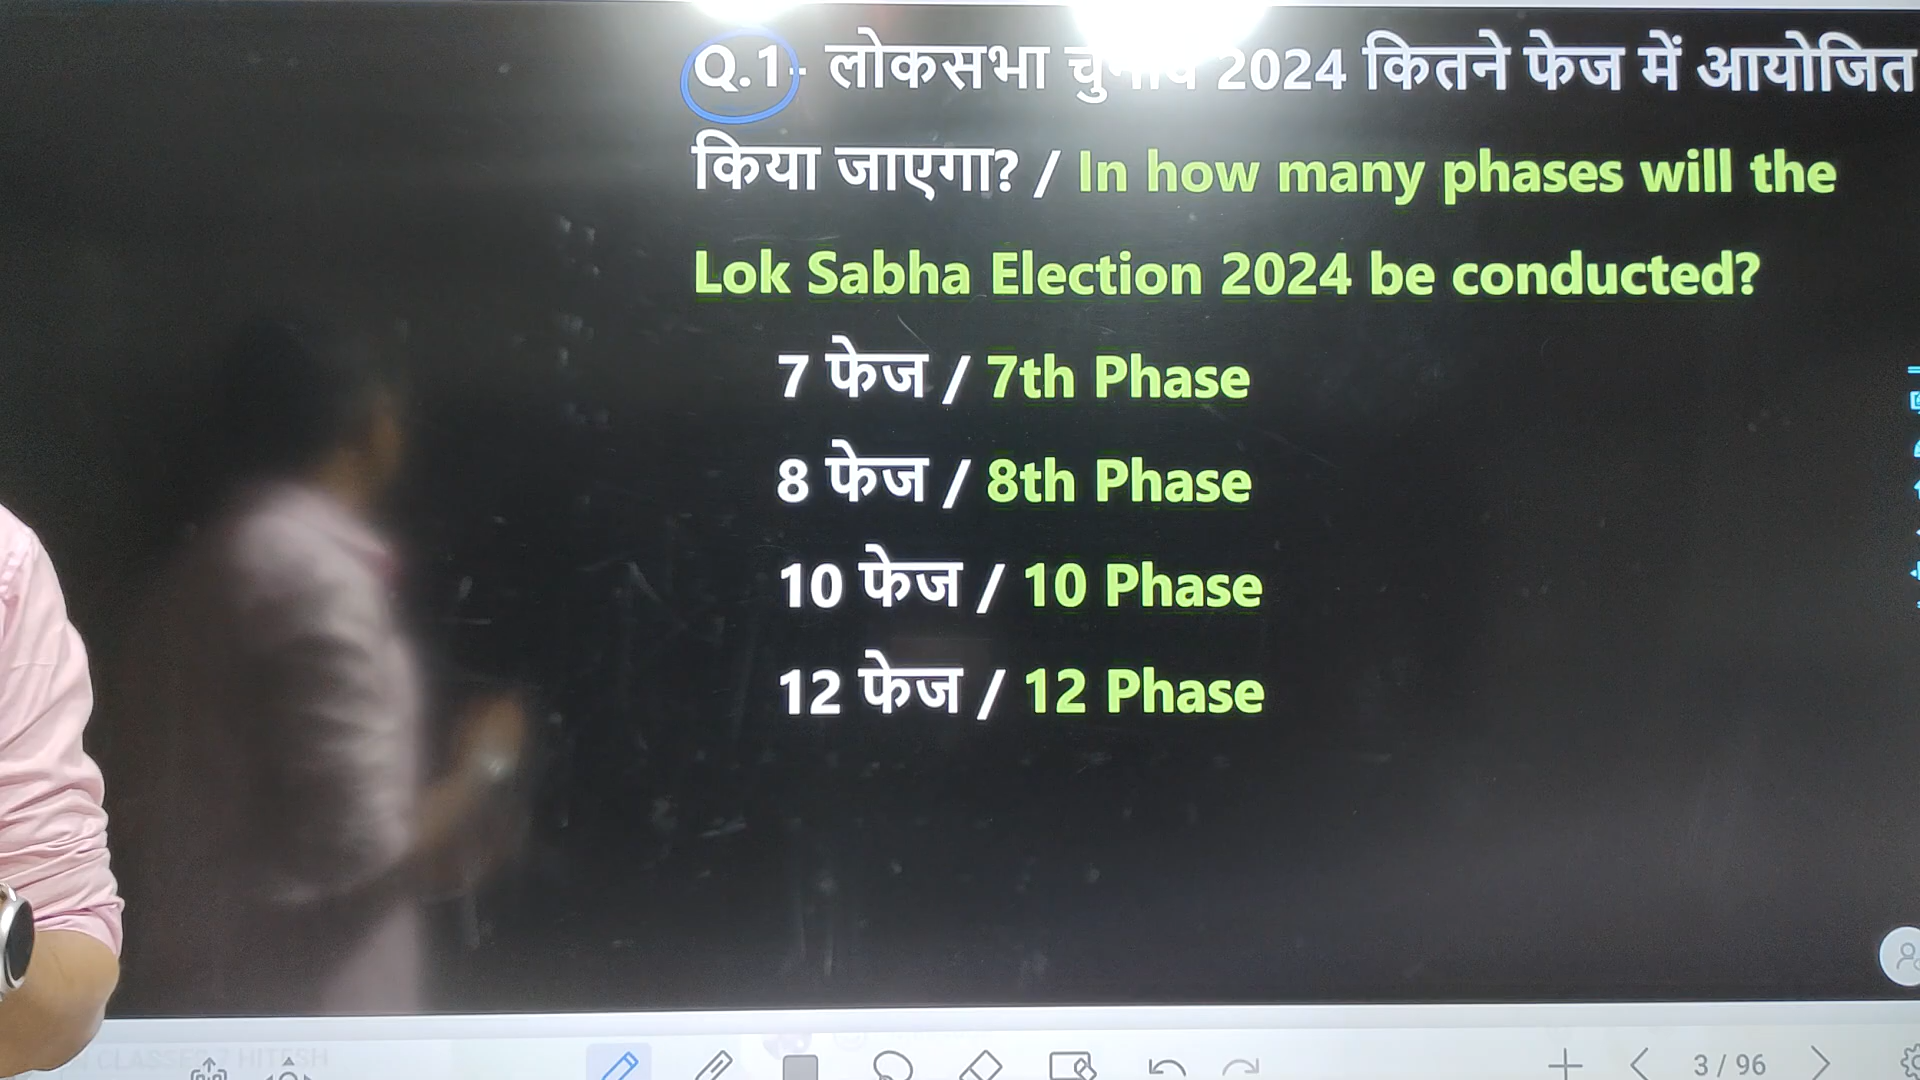 Q.1- लोकसभा चुनाव 2024 कितने फेज में आयोजित
किया जाएगा? / In how many phases will the
Lok Sabha Election 2024 be conducted?
7 फेज / 7th Phase
8 फेज / 8th Phase
10 फेज / 10 Phase
12 फेज / 12 Phase
3 / 96